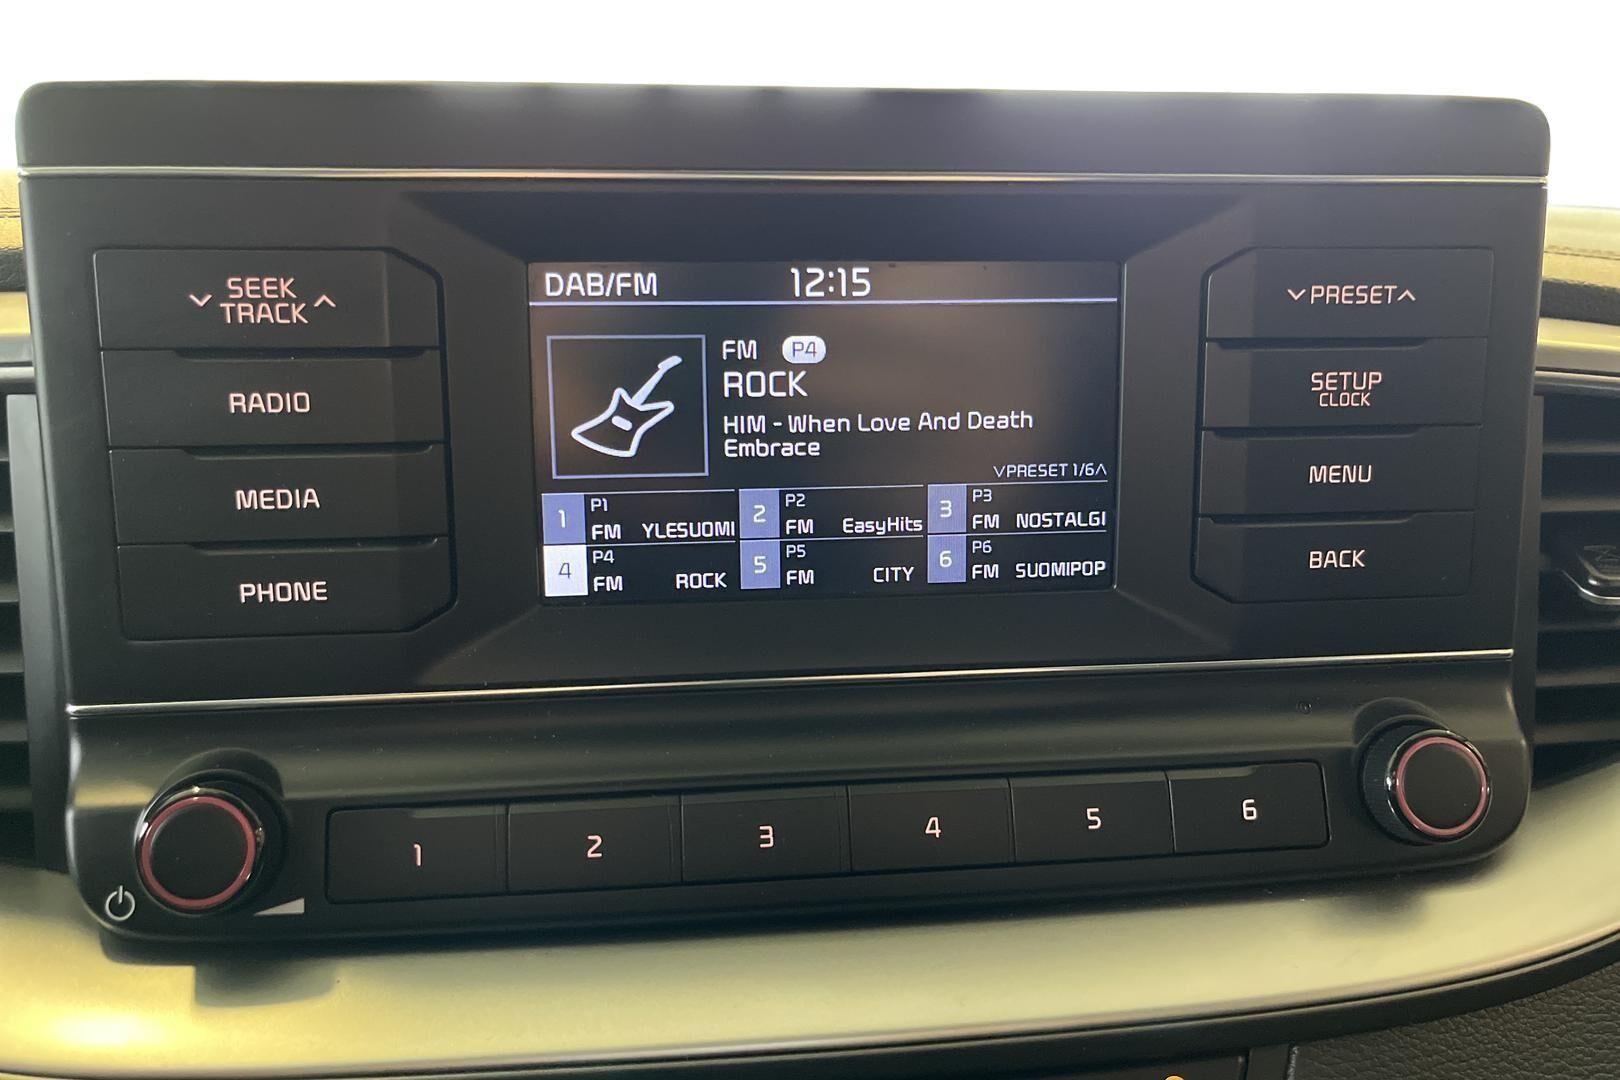 SEEK
TRACK
RADIO
MEDIA
PHONE
DAB/FM 12:15
FM P4
ROCK
HIM - When Love And Death
Embrace
PRESET 1/6
1 P1 FM YLESUOMI
2 P2 FM EasyHits
3 P3 FM NOSTALGI
4 P4 FM ROCK
5 P5 FM CITY
6 P6 FM SUOMIPOP
PRESET
SETUP
CLOCK
MENU
BACK
1 2 3 4 5 6